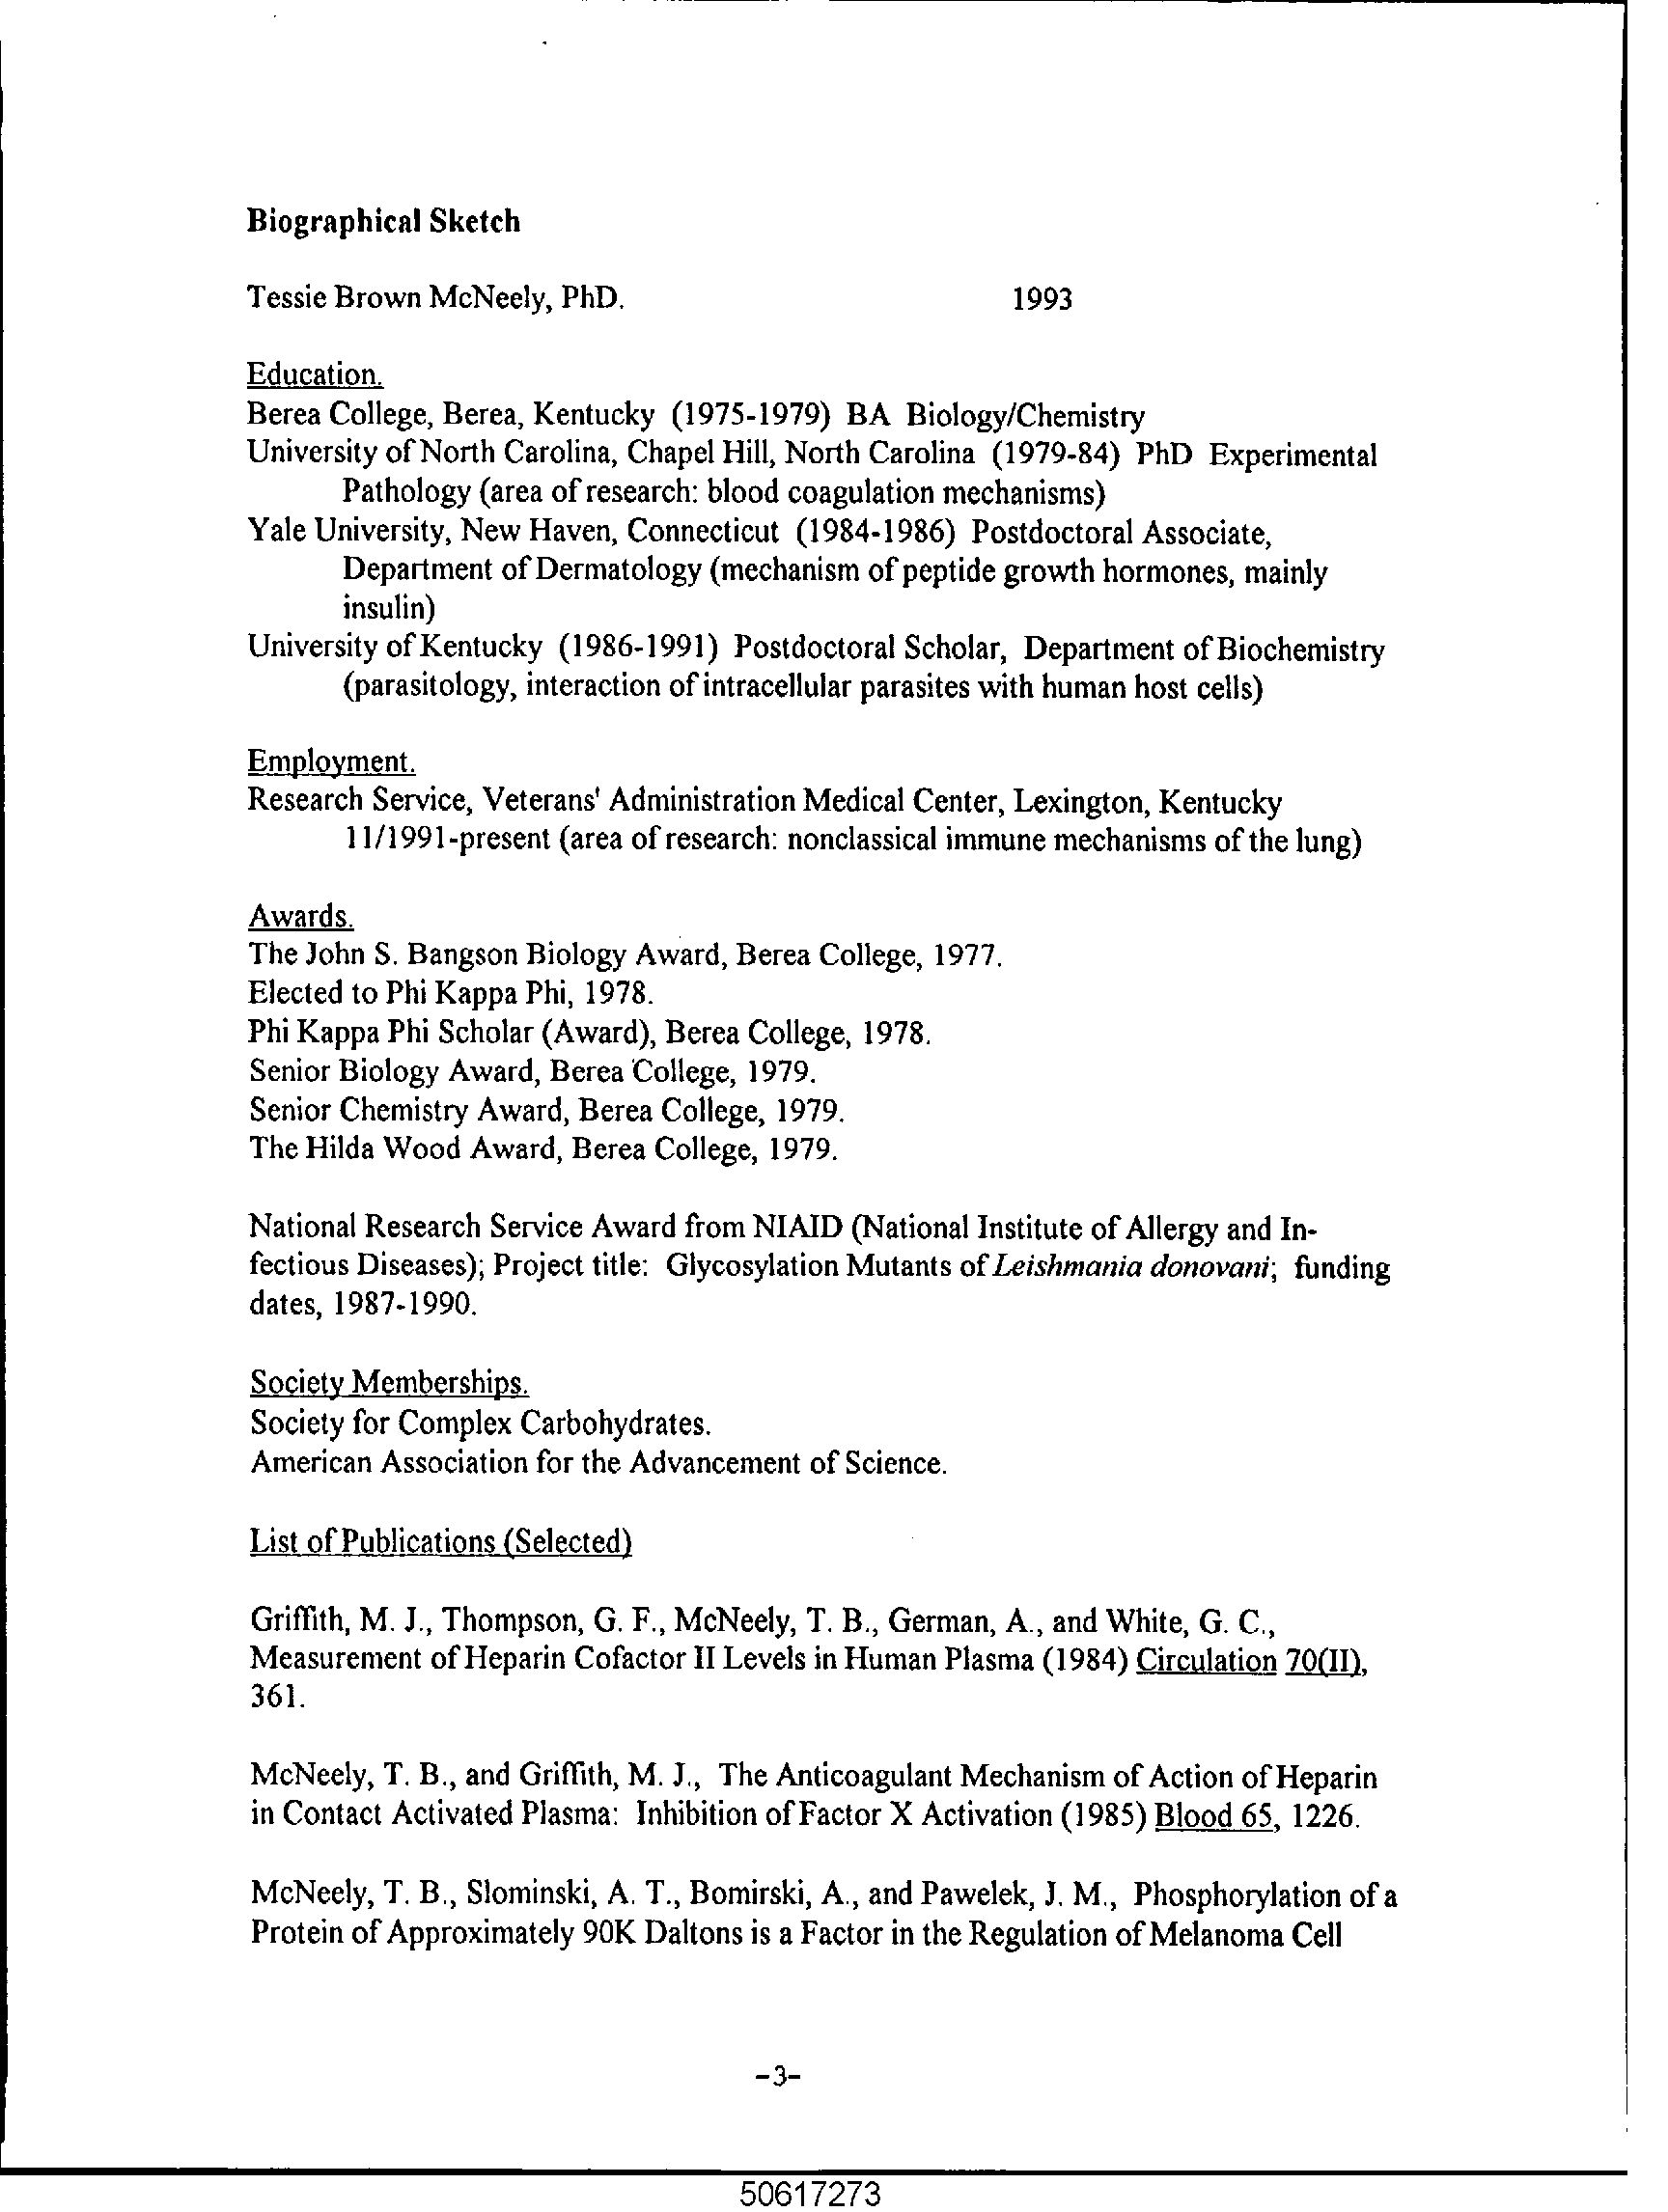 Biographical Sketch
Tessie Brown McNeely, PhD. 1993
Education.
Berea College, Berea, Kentucky (1975-1979) BA Biology/Chemistry
University of North Carolina, Chapel Hill, North Carolina (1979-84) PhD Experimental
Pathology (area of research: blood coagulation mechanisms)
Yale University, New Haven, Connecticut (1984-1986) Postdoctoral Associate,
Department of Dermatology (mechanism of peptide growth hormones, mainly
insulin)
University of Kentucky (1986-1991) Postdoctoral Scholar, Department of Biochemistry
(parasitology, interaction of intracellular parasites with human host cells)
Employment.
Research Service, Veterans' Administration Medical Center, Lexington, Kentucky
11/1991-present (area of research: nonclassical immune mechanisms of the lung)
Awards.
The John S. Bangson Biology Award, Berea College, 1977.
Elected to Phi Kappa Phi, 1978.
Phi Kappa Phi Scholar (Award), Berea College, 1978.
Senior Biology Award, Berea College, 1979.
Senior Chemistry Award, Berea College, 1979.
The Hilda Wood Award, Berea College, 1979.
National Research Service Award from NIAID (National Institute of Allergy and In-
fectious Diseases); Project title: Glycosylation Mutants of Leishmania donovani; funding
dates, 1987-1990.
Society Memberships.
Society for Complex Carbohydrates.
American Association for the Advancement of Science.
List of Publications (Selected)
Griffith, M. J., Thompson, G. F., McNeely, T. B., German, A., and White, G. C.,
Measurement of Heparin Cofactor II Levels in Human Plasma (1984) Circulation 70(II),
361.
McNeely, T. B., and Griffith, M. J., The Anticoagulant Mechanism of Action of Heparin
in Contact Activated Plasma: Inhibition of Factor X Activation (1985) Blood 65, 1226.
McNeely, T. B., Slominski, A. T., Bomirski, A., and Pawelek, J. M., Phosphorylation of a
Protein of Approximately 90K Daltons is a Factor in the Regulation of Melanoma Cell
-3-
50617273